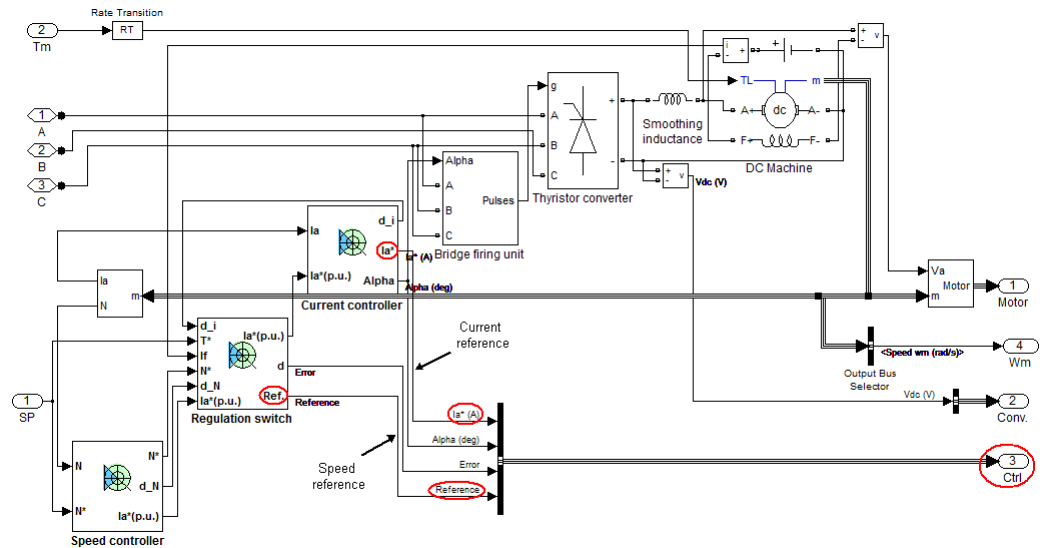 Rate Transition
2
Tm
RT
1
A
2
B
3
C
i
+
-
+
+
-
v
TL
m
A+
dc
A-
F+
F-
DC Machine
Smoothing
inductance
g
A
B
C
+
-
Thyristor converter
+
-
v
Vdc (V)
Alpha
A
B
C
Pulses
Bridge firing unit
Ia
Ia*(p.u.)
d_i
Ia*
Alpha
Current controller
Ia* (A)
Alpha (deg)
Ia
N
m
d_i
T*
If
N*
d_N
Ia*(p.u.)
Ia*(p.u.)
d
Ref.
Regulation switch
Error
Reference
Current
reference
Speed
reference
Va
m
Motor
1
Motor
<Speed wm (rad/s)>
4
Wm
Output Bus
Selector
Vdc (V)
2
Conv.
1
SP
N
N*
N*
d_N
Ia*(p.u.)
Speed controller
Ia* (A)
Alpha (deg)
Error
Reference
3
Ctrl